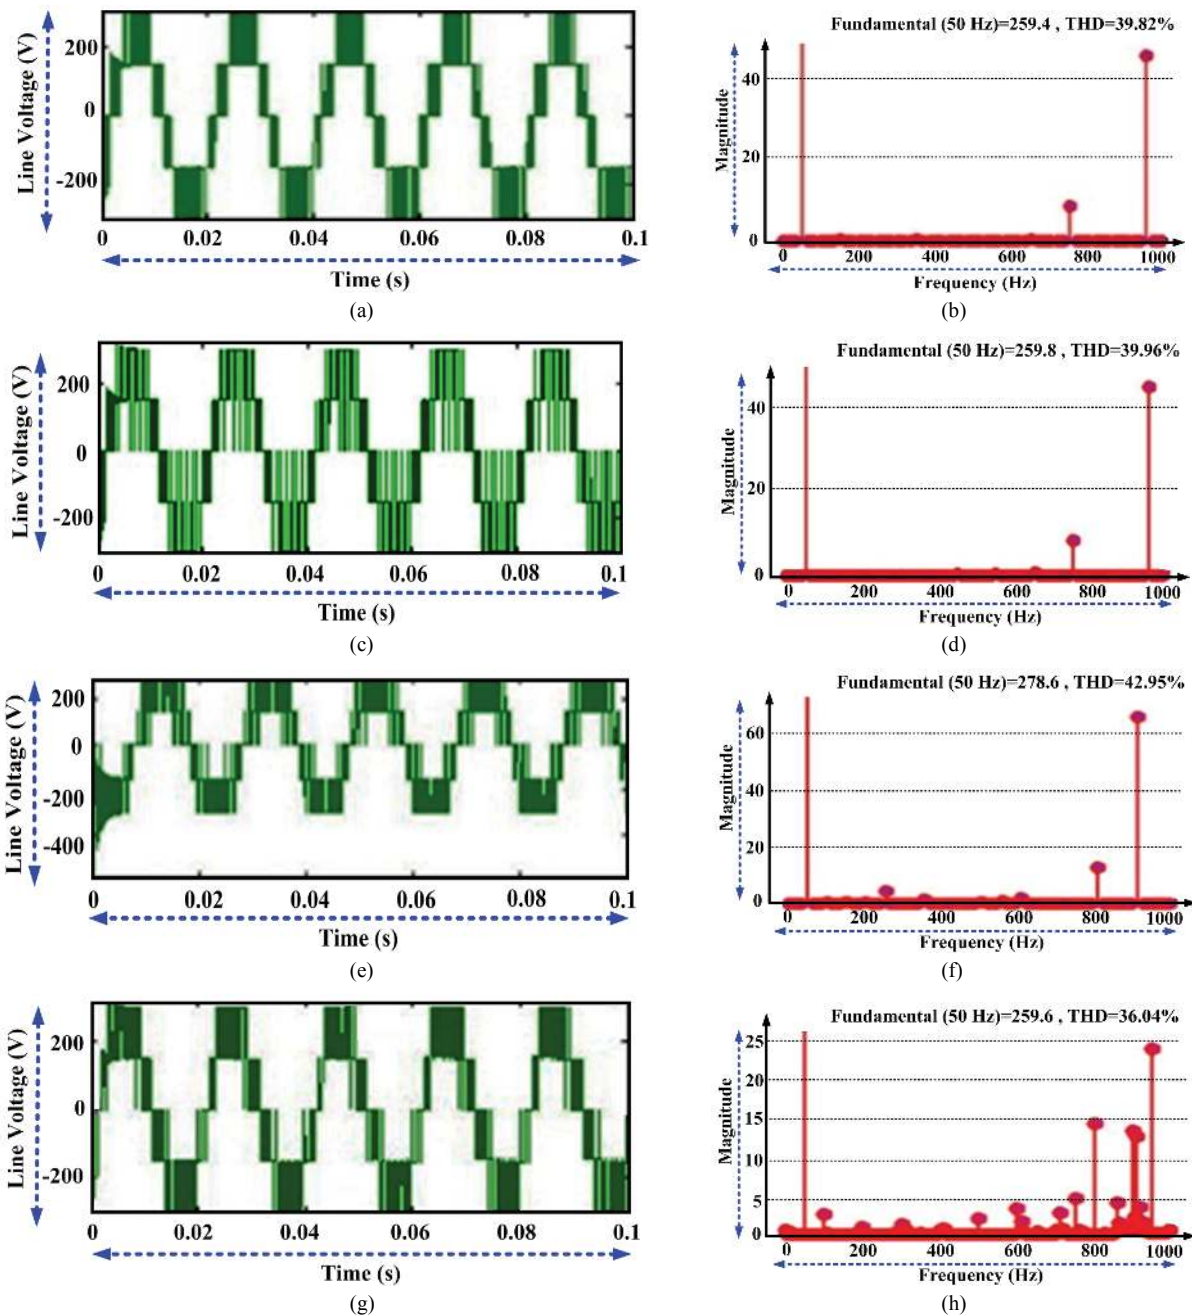 Line Voltage (V)
200
0
-200
0 0.02 0.04 0.06 0.08 0.1
Time (s)
(a)
Fundamental (50 Hz)=259.4 , THD=39.82%
Magnitude
40
20
0
0 200 400 600 800 1000
Frequency (Hz)
(b)
Line Voltage (V)
200
0
-200
0 0.02 0.04 0.06 0.08 0.1
Time (s)
(c)
Fundamental (50 Hz)=259.8 , THD=39.96%
Magnitude
40
20
0
0 200 400 600 800 1000
Frequency (Hz)
(d)
Line Voltage (V)
200
0
-200
-400
0 0.02 0.04 0.06 0.08 0.1
Time (s)
(e)
Fundamental (50 Hz)=278.6 , THD=42.95%
Magnitude
60
40
20
0
0 200 400 600 800 1000
Frequency (Hz)
(f)
Line Voltage (V)
200
0
-200
0 0.02 0.04 0.06 0.08 0.1
Time (s)
(g)
Fundamental (50 Hz)=259.6 , THD=36.04%
Magnitude
25
20
15
10
5
0
0 200 400 600 800 1000
Frequency (Hz)
(h)